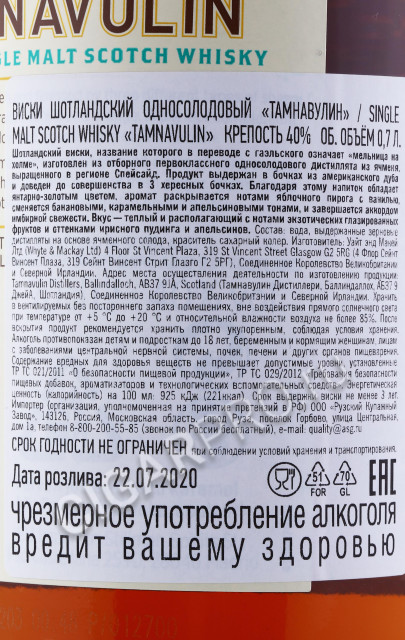 NAVULIN
LE MALT SCOTCH WHISKY
ВИСКИ ШОТЛАНДСКИЙ ОДНОСОЛОДОВЫЙ «ТАМНАВУЛИН» / SINGLE
MALT SCOTCH WHISKY «TAMNAVULIN» КРЕПОСТЬ 40% ОБ. ОБЪЁМ 0,7 Л.
Шотландский виски, название которого в переводе с гаэльского означает «мельница на
холме», изготовлен из отборного первоклассного односолодового дистиллята из ячменя,
выращенного в регионе Спейсайд. Продукт выдержан в бочках из американского дуба
и доведен до совершенства в 3 хересных бочках. Благодаря этому напиток обладает
янтарно-золотым цветом, аромат раскрывается нотами яблочного пирога с ванилью,
сменяется банановыми, карамельными и апельсиновыми тонами, и завершается аккордом
имбирной свежести. Вкус — теплый и располагающий с нотами экзотических глазированных
фруктов и оттенками ирисного пудинга и апельсинов. Состав: вода, выдержанные зерновые
дистилляты на основе ячменного солода, краситель сахарный колер. Изготовитель: Уайт энд Макей
Лтд (Whyte & Mackay Ltd) 4 Floor St Vincent Plaza, 319 St Vincent Street Glasgow G2 5RG (4 Флор Сейнт
Винсент Плаза, 319 Сейнт Винсент Стрит Глазго Г2 5РГ), Соединенное Королевство Великобритании
и Северной Ирландии. Адрес места осуществления деятельности по изготовлению продукции:
Tamnavulin Distillers, Ballindalloch, AB37 9JA, Scotland (Тамнавулин Дистиллери, Баллиндаллох, АБ37 9
Джей, Шотландия). Соединенное Королевство Великобритании и Северной Ирландии. Хранить
в вентилируемых без постороннего запаха помещениях, вне воздействия прямого солнечного света
при температуре от +5 °С до +20 °С и относительной влажности воздуха не более 85%. После
вскрытия продукт рекомендуется хранить плотно укупоренным, соблюдая условия хранения.
Алкоголь противопоказан детям и подросткам до 18 лет, беременным и кормящим женщинам, лицам
с заболеваниями центральной нервной системы, почек, печени и других органов пищеварения.
Содержание вредных для здоровья веществ не превышает допустимые уровни, установленные
ТР ТС 021/2011 «О безопасности пищевой продукции», ТР ТС 029/2012 «Требования безопасности
пищевых добавок, ароматизаторов и технологических вспомогательных средств» Энергетическая
ценность (калорийность) на 100 мл: 925 кДж (221ккал) Срок выдержки виски не менее 3 лет.
Импортер (организация, уполномоченная на принятие претензий в РФ) ООО «Рузский Купажный
Завод», 143126, Россия, Московская область, г. Руза, поселок Горбово, улица Центральная,
дом 1а. телефон 8-800-200-55-85 (звонок по России бесплатный). e-mail: quality@asg.ru
СРОК ГОДНОСТИ НЕ ОГРАНИЧЕН при соблюдении условий хранения и транспортирования.
Дата розлива: 22.07.2020
51
FOR
70
GL
EAC
чрезмерное употребление алкоголя
вредит вашему здоровью